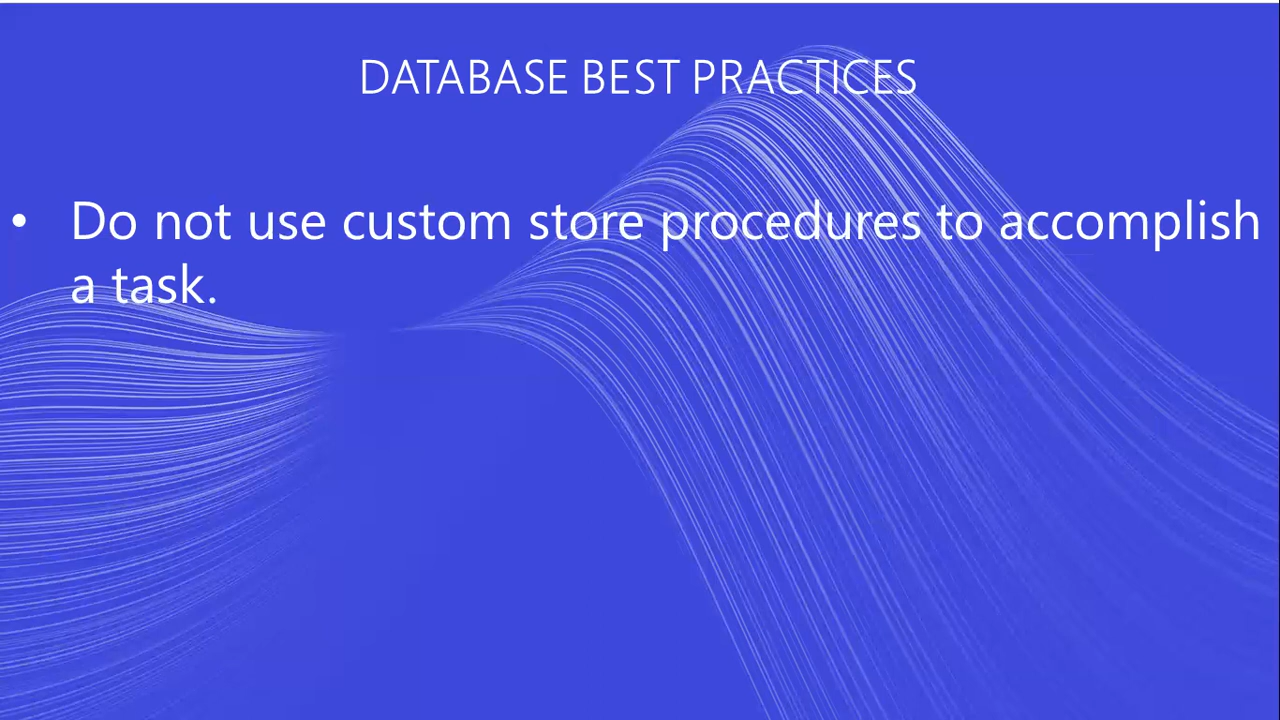 DATABASE BEST PRACTICES
• Do not use custom store procedures to accomplish
a task.